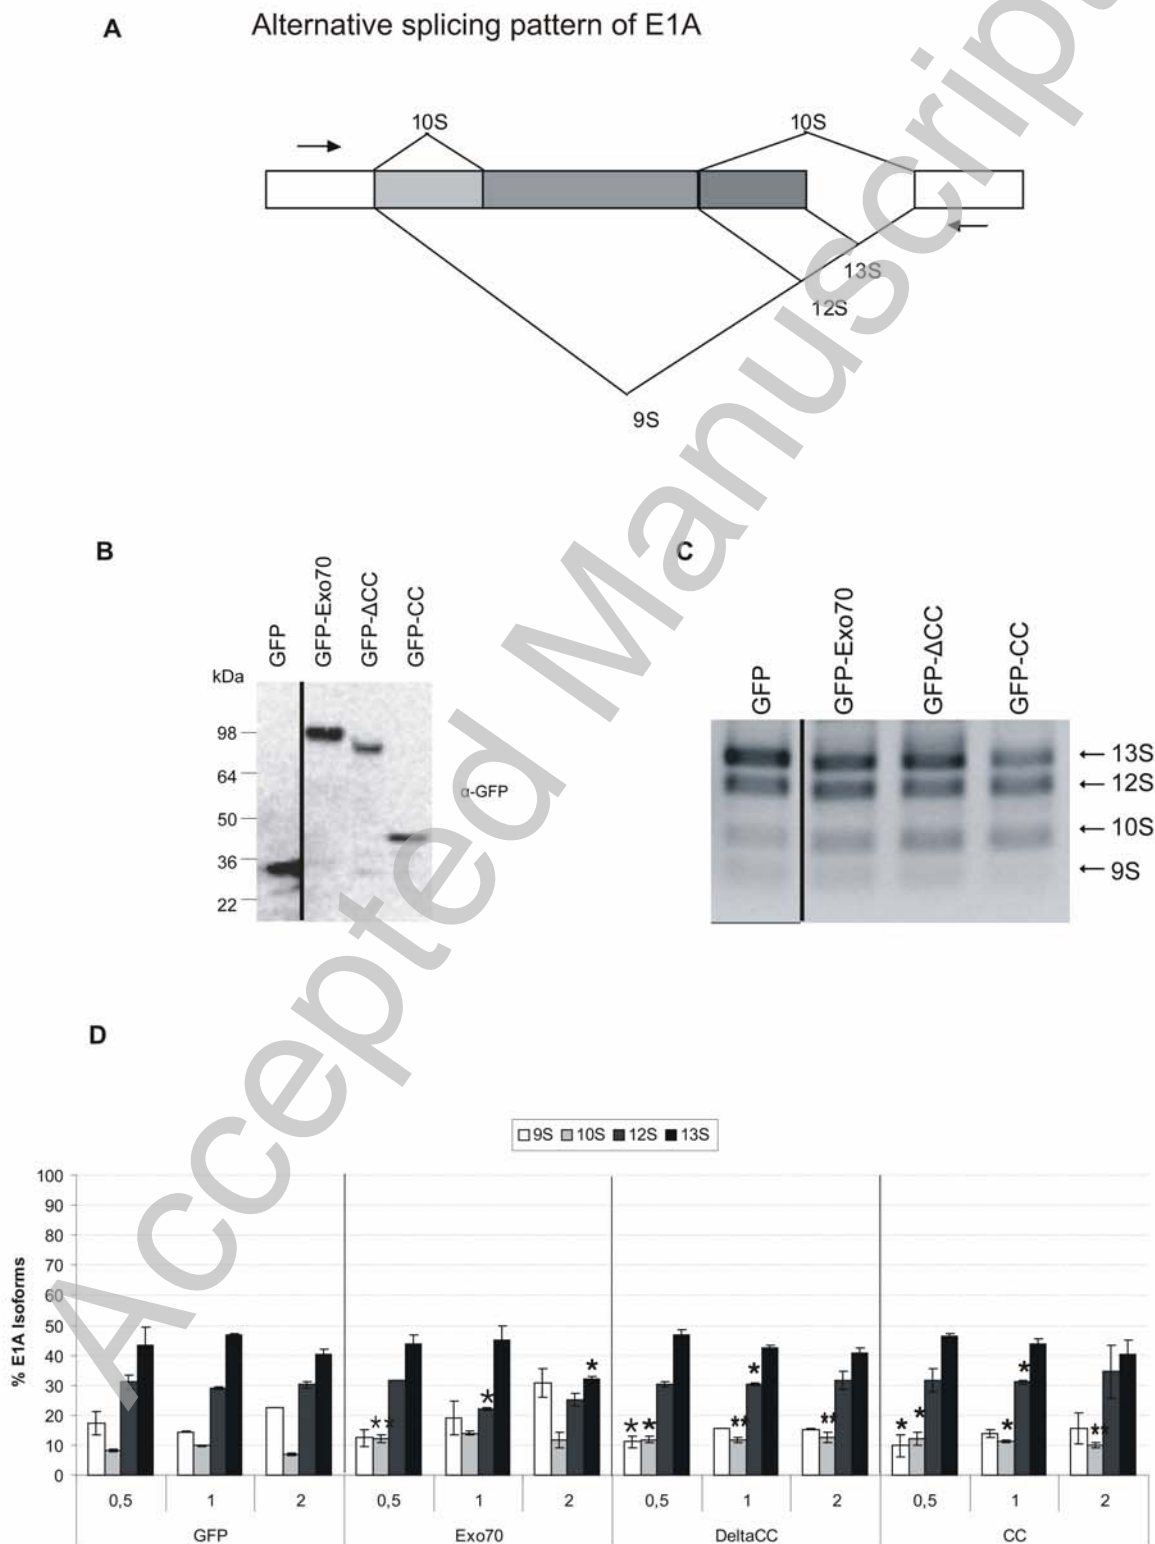 A
Alternative splicing pattern of E1A
10S
10S
13S
12S
9S
B
GFP
GFP-Exo70
GFP-ΔCC
GFP-CC
kDa
98
64
50
36
22
α-GFP
C
GFP
GFP-Exo70
GFP-ΔCC
GFP-CC
← 13S
← 12S
← 10S
← 9S
D
9S 10S 12S 13S
% E1A Isoforms
100
90
80
70
60
50
40
30
20
10
0
0,5 1 2 0,5 1 2 0,5 1 2 0,5 1 2
GFP Exo70 DeltaCC CC
Accepted Manuscript